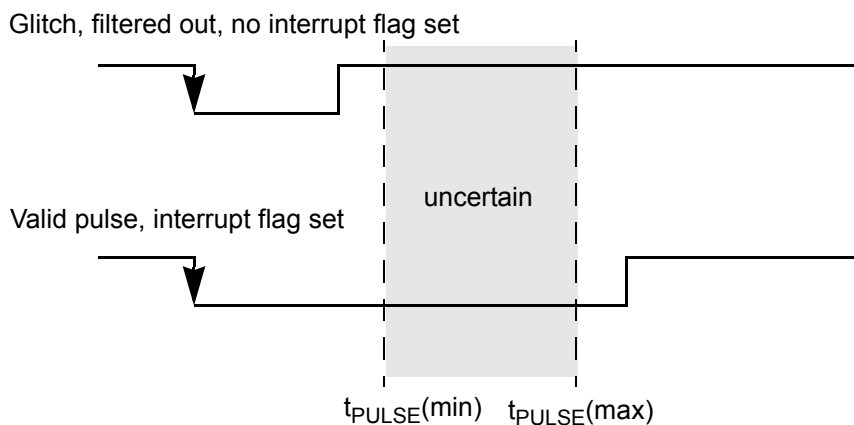 Glitch, filtered out, no interrupt flag set
uncertain
Valid pulse, interrupt flag set
tPULSE(min) tPULSE(max)